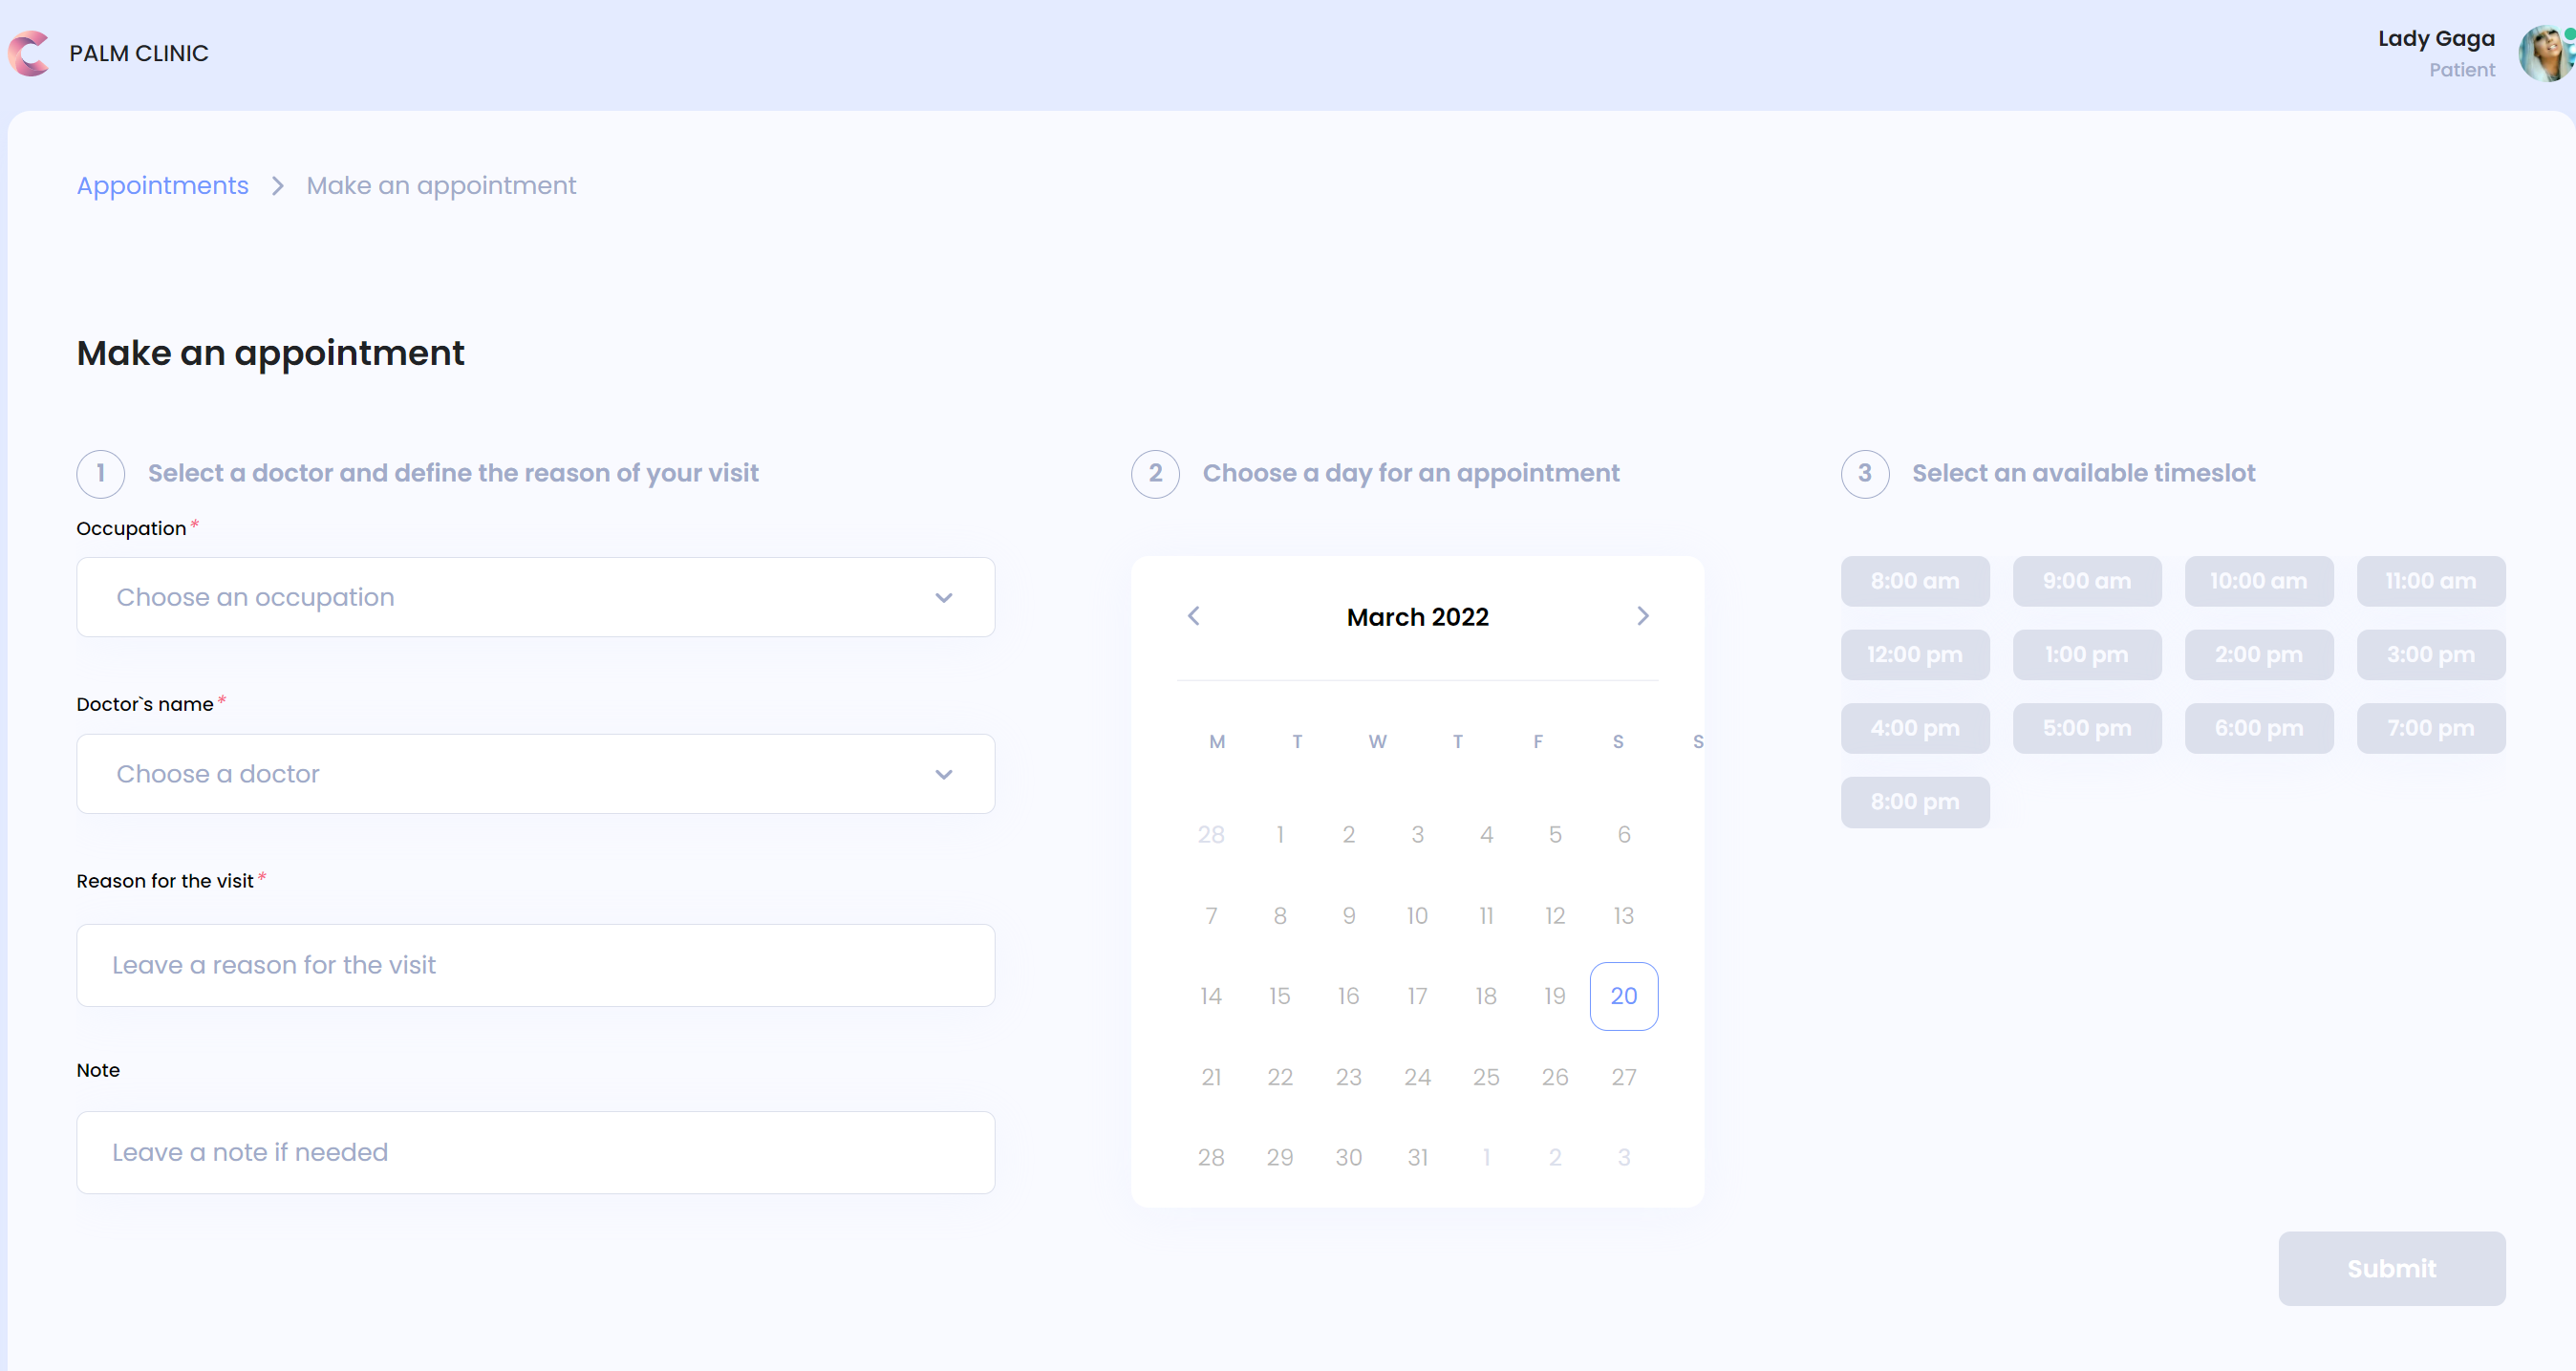 PALM CLINIC
Lady Gaga
Patient
Appointments > Make an appointment
Make an appointment
1 Select a doctor and define the reason of your visit
Occupation*
Choose an occupation
Doctor`s name*
Choose a doctor
Reason for the visit*
Leave a reason for the visit
Note
Leave a note if needed
2 Choose a day for an appointment
March 2022
M T W T F S S
28 1 2 3 4 5 6
7 8 9 10 11 12 13
14 15 16 17 18 19 20
21 22 23 24 25 26 27
28 29 30 31 1 2 3
3 Select an available timeslot
8:00 am 9:00 am 10:00 am 11:00 am
12:00 pm 1:00 pm 2:00 pm 3:00 pm
4:00 pm 5:00 pm 6:00 pm 7:00 pm
8:00 pm
Submit